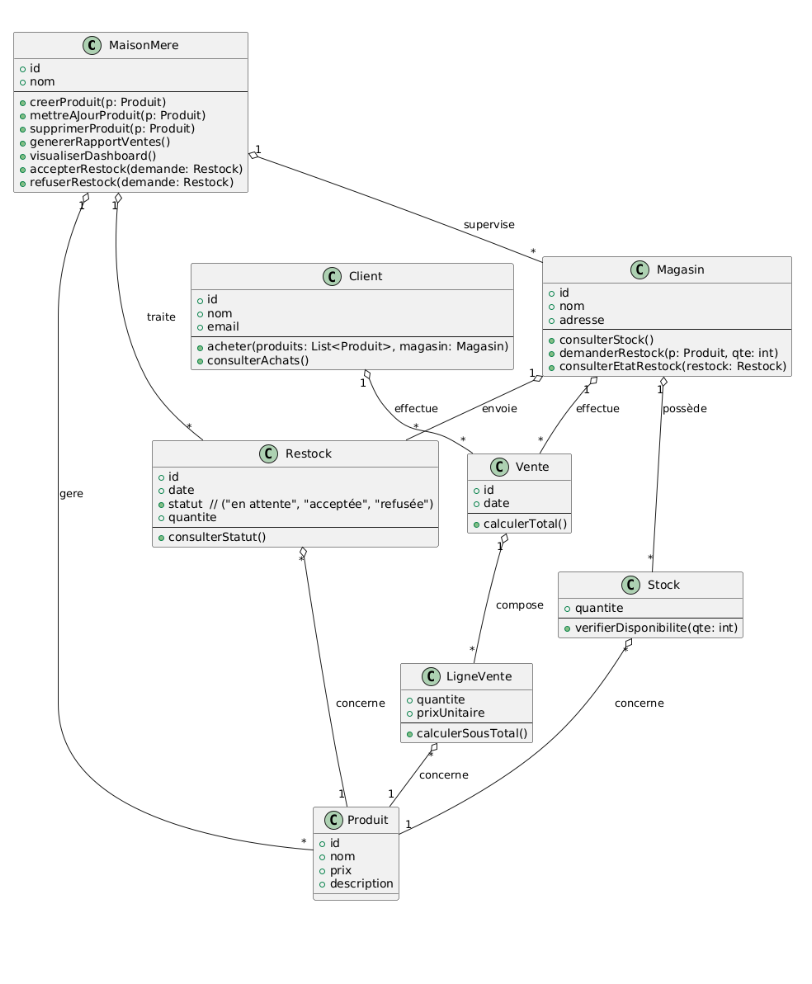 C MaisonMere
id
nom
creerProduit(p: Produit)
mettreAJourProduit(p: Produit)
supprimerProduit(p: Produit)
genererRapportVentes()
visualiserDashboard()
accepterRestock(demande: Restock)
refuserRestock(demande: Restock)
1
1
1
supervise
*
C Client
id
nom
email
acheter(produits: List<Produit>, magasin: Magasin)
consulterAchats()
C Magasin
id
nom
adresse
consulterStock()
demanderRestock(p: Produit, qte: int)
consulterEtatRestock(restock: Restock)
traite
1
1
1
1
effectue
envoie
effectue
possède
*
*
*
*
C Restock
id
date
statut // ("en attente", "acceptée", "refusée")
quantite
consulterStatut()
C Vente
id
date
calculerTotal()
gere
*
1
*
C Stock
quantite
verifierDisponibilite(qte: int)
compose
*
*
C LigneVente
quantite
prixUnitaire
calculerSousTotal()
concerne
concerne
*
concerne
1
1
1
*
C Produit
id
nom
prix
description